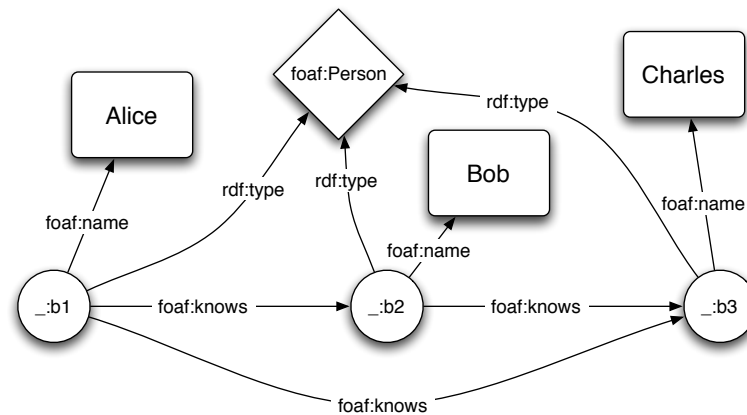 foaf:Person
Charles
rdf:type
Alice
Bob
rdf:type
rdf:type
foaf:name
foaf:name
foaf:name
_:b1
foaf:knows
_:b2
foaf:knows
_:b3
foaf:knows